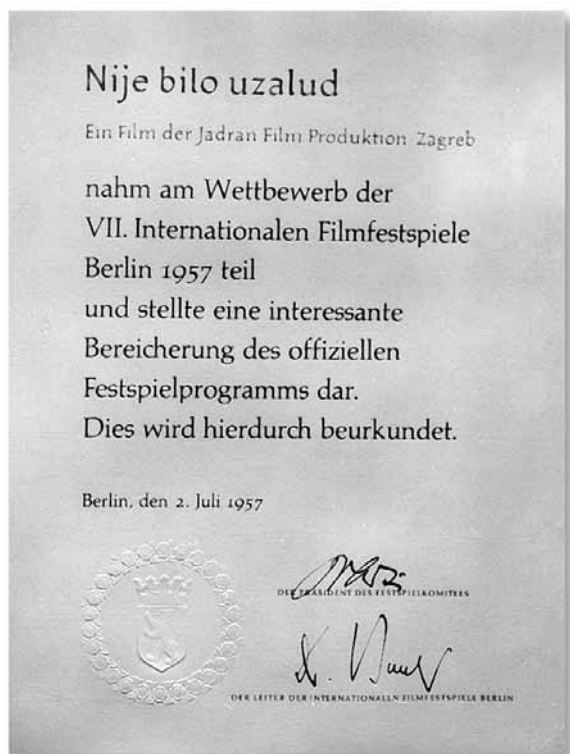 Nije bilo uzalud
Ein Film der Jadran Film Produktion Zagreb
nahm am Wettbewerb der
VII. Internationalen Filmfestspiele
Berlin 1957 teil
und stellte eine interessante
Bereicherung des offiziellen
Festspielprogramms dar.
Dies wird hierdurch beurkundet.
Berlin, den 2. Juli 1957
DER PRÄSIDENT DES FESTSPIELKOMITEES
DER LEITER DER INTERNATIONALEN FILMFESTSPIELE BERLIN